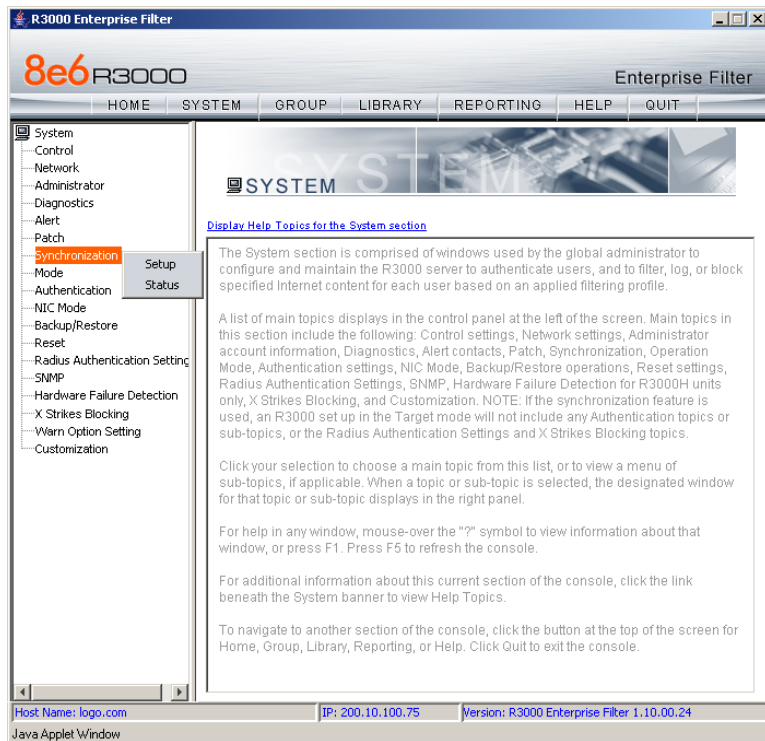 R3000 Enterprise Filter
8e6 R3000
Enterprise Filter
HOME SYSTEM GROUP LIBRARY REPORTING HELP QUIT
System
Control
Network
Administrator
Diagnostics
Alert
Patch
Synchronization
Setup
Status
Mode
Authentication
NIC Mode
Backup/Restore
Reset
Radius Authentication Setting
SNMP
Hardware Failure Detection
X Strikes Blocking
Warn Option Setting
Customization
SYSTEM
SYSTEM
Display Help Topics for the System section
The System section is comprised of windows used by the global administrator to
configure and maintain the R3000 server to authenticate users, and to filter, log, or block
specified Internet content for each user based on an applied filtering profile.
A list of main topics displays in the control panel at the left of the screen. Main topics in
this section include the following: Control settings, Network settings, Administrator
account information, Diagnostics, Alert contacts, Patch, Synchronization, Operation
Mode, Authentication settings, NIC Mode, Backup/Restore operations, Reset settings,
Radius Authentication Settings, SNMP, Hardware Failure Detection for R3000H units
only, X Strikes Blocking, and Customization. NOTE: If the synchronization feature is
used, an R3000 set up in the Target mode will not include any Authentication topics or
sub-topics, or the Radius Authentication Settings and X Strikes Blocking topics.
Click your selection to choose a main topic from this list, or to view a menu of
sub-topics, if applicable. When a topic or sub-topic is selected, the designated window
for that topic or sub-topic displays in the right panel.
For help in any window, mouse-over the "?" symbol to view information about that
window, or press F1. Press F5 to refresh the console.
For additional information about this current section of the console, click the link
beneath the System banner to view Help Topics.
To navigate to another section of the console, click the button at the top of the screen for
Home, Group, Library, Reporting, or Help. Click Quit to exit the console.
Host Name: logo.com
IP: 200.10.100.75
Version: R3000 Enterprise Filter 1.10.00.24
Java Applet Window